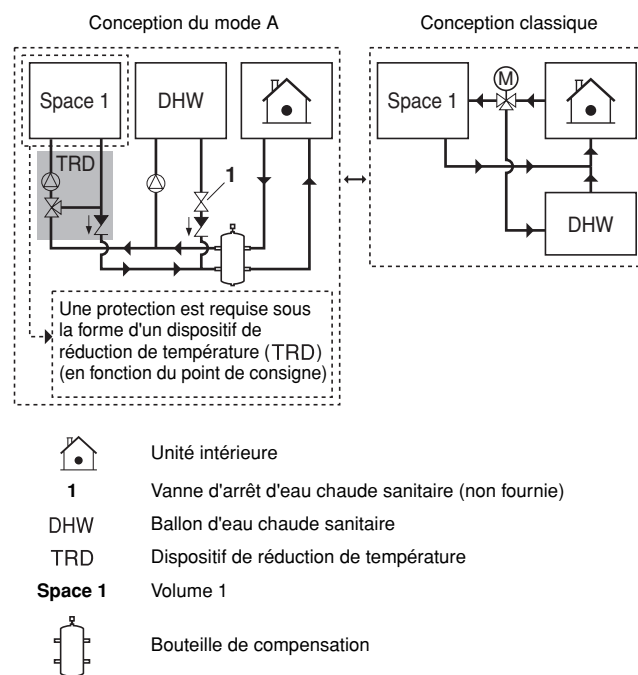 Conception du mode A
Conception classique
Space 1
DHW
TRD
1
Space 1
M
DHW
Une protection est requise sous
la forme d'un dispositif de
réduction de température (TRD)
(en fonction du point de consigne)
Unité intérieure
1 Vanne d'arrêt d'eau chaude sanitaire (non fournie)
DHW Ballon d'eau chaude sanitaire
TRD Dispositif de réduction de température
Space 1 Volume 1
Bouteille de compensation